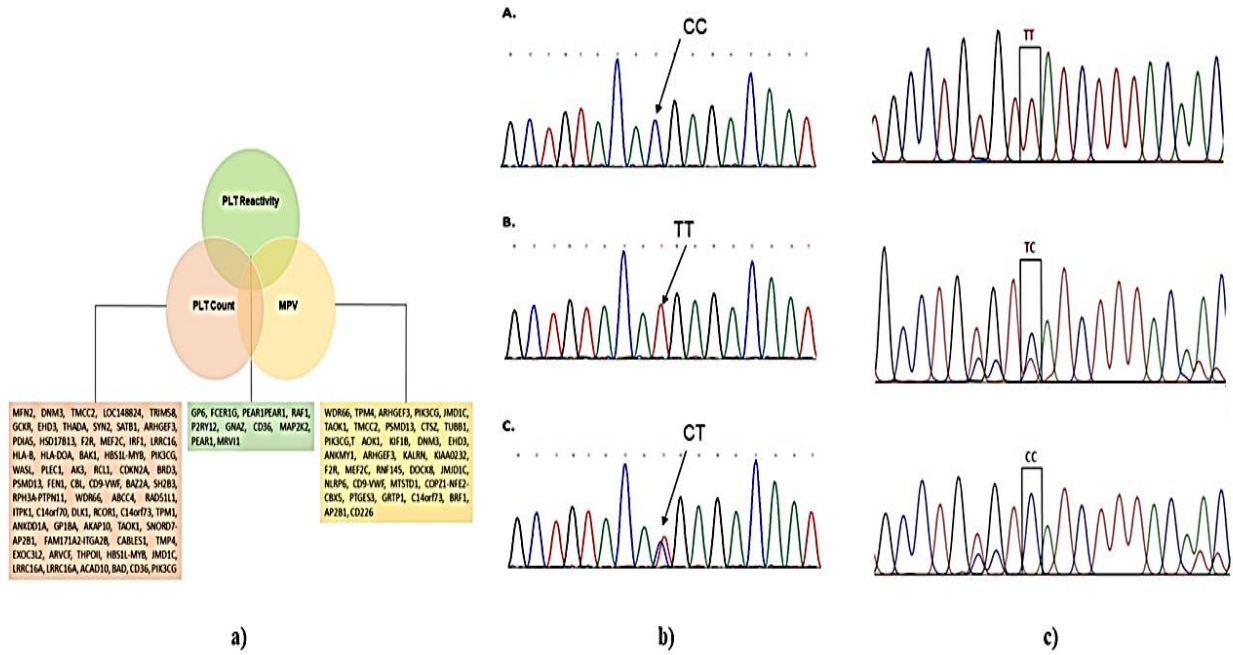 PLT Reactivity
PLT Count
MPV
MFN2, DNM3, TMCC2, LOC148824, TRIM58,
GCKR, EHD3, THADA, SYN2, SATB1, ARHGEF3,
PDIA5, HSD17B13, F2R, MEF2C, IRF1, LRRC16,
HLA-B, HLA-DOA, BAK1, HBS1L-MYB, PIK3CG,
WASL, PLEC1, AK3, RCL1, CDKN2A, BRD3,
PSMD13, FEN1, CBL, CD9-VWF, BAZ2A, SH2B3,
RPH3A-PTPN11, WDR66, ABCC4, RAD51L1,
ITPK1, C14orf70, DLK1, RCOR1, C14orf73, TPM1,
ANKDD1A, GP1BA, AKAP10, TAOK1, SNORD7-
AP2B1, FAM171A2-ITGA2B, CABLES1, TMP4,
EXOC3L2, ARVCF, THPOII, HBS1L-MYB, JMD1C,
LRRC16A, LRRC16A, ACAD10, BAD, CD36, PIK3CG
GP6, FCER1G, PEAR1PEAR1, RAF1,
P2RY12, GNAZ, CD36, MAP2K2,
PEAR1, MRVI1
WDR66, TPM4, ARHGEF3, PIK3CG, JMD1C,
TAOK1, TMCC2, PSMD13, CTSZ, TUBB1,
PIK3CG,T AOK1, KIF1B, DNM3, EHD3,
ANKMY1, ARHGEF3, KALRN, KIAA0232,
F2R, MEF2C, RNF145, DOCK8, JMJD1C,
NLRP6, CD9-VWF, MTSTD1, COPZ1-NFE2-
CBX5, PTGES3, GRTP1, C14orf73, BRF1,
AP2B1, CD226
a)
A.
CC
B.
TT
C.
CT
b)
TT
TC
CC
c)